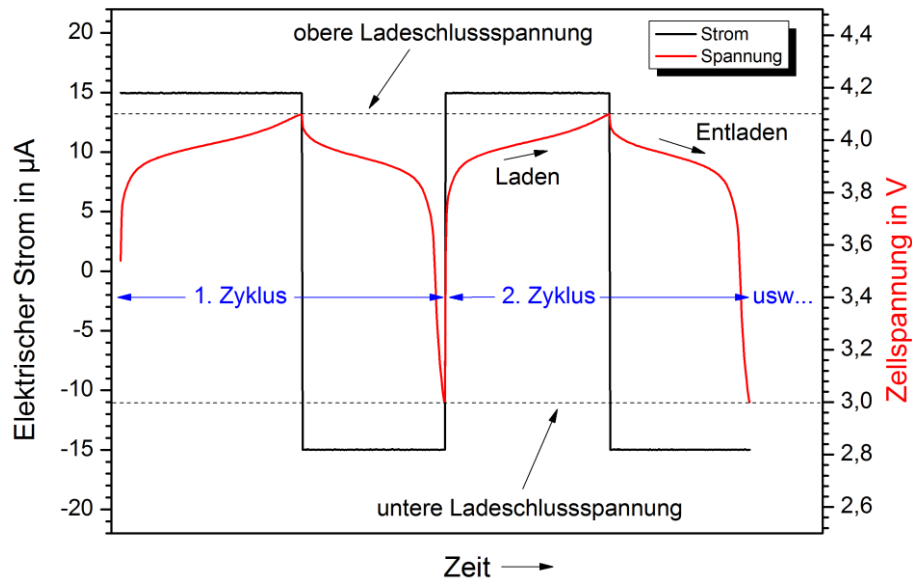 obere Ladeschlussspannung
Strom
Spannung
Entladen
Laden
1. Zyklus
2. Zyklus
usw...
untere Ladeschlussspannung
Elektrischer Strom in µA
20
15
10
5
0
-5
-10
-15
-20
Zellspannung in V
4,4
4,2
4,0
3,8
3,6
3,4
3,2
3,0
2,8
2,6
Zeit